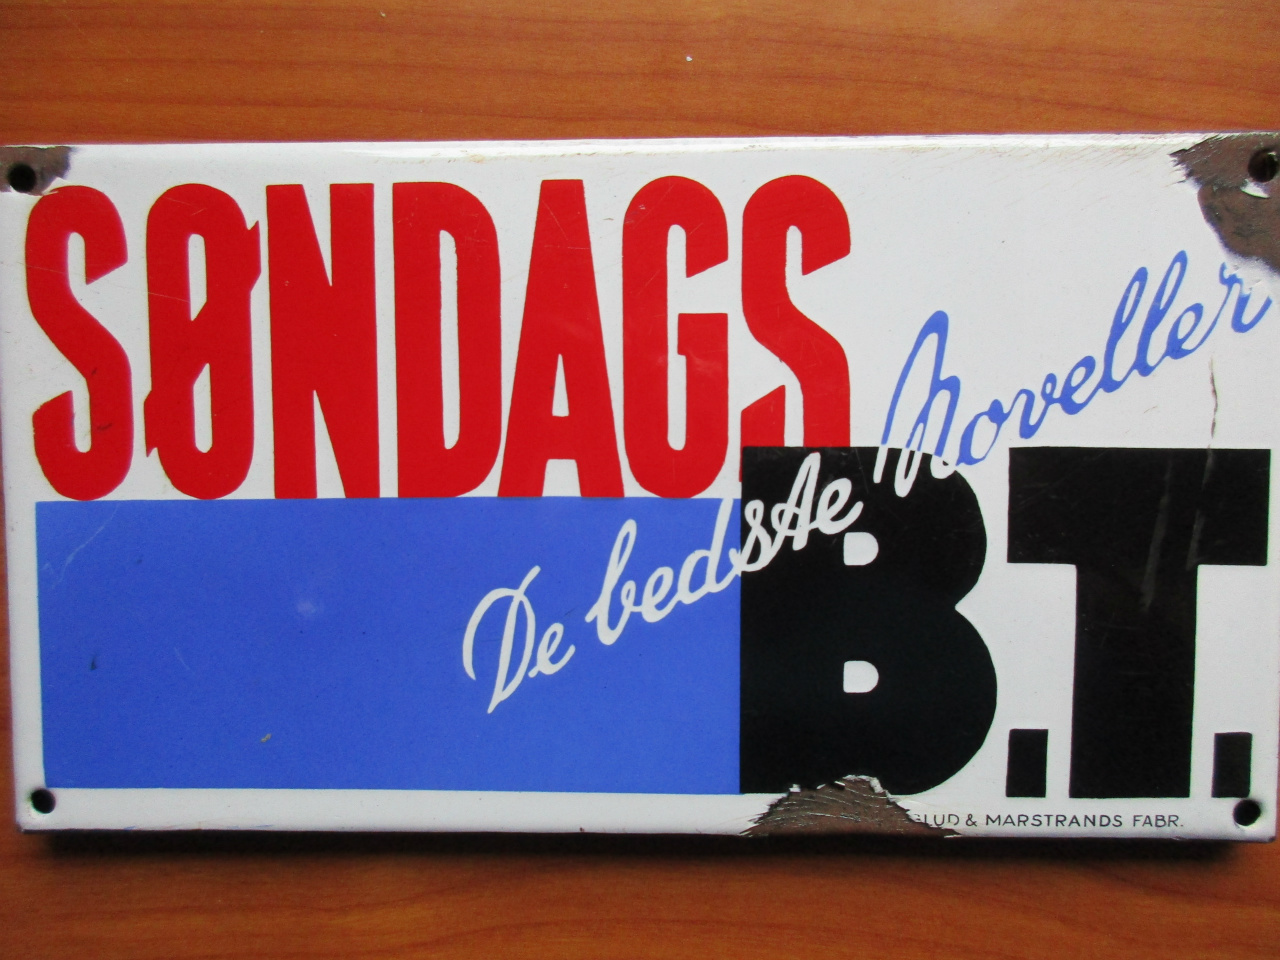 SØNDAGS
B.T.
De bedste Noveller
GLUD & MARSTRANDS FABR.